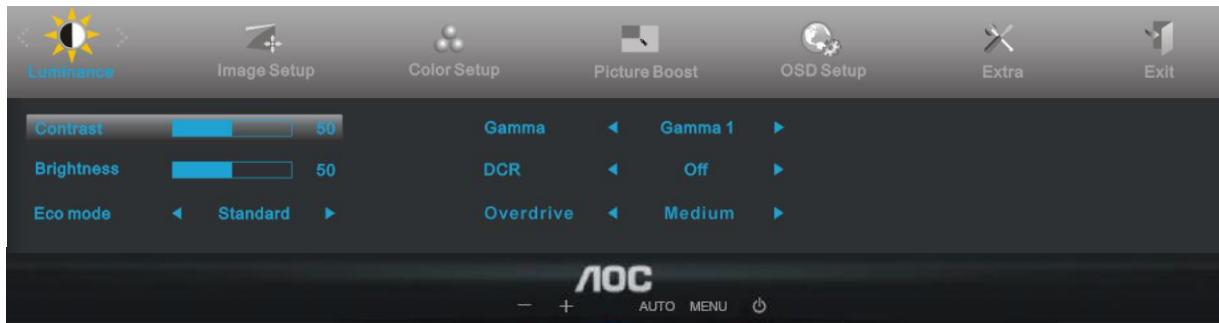 Luminance
Image Setup
Color Setup
Picture Boost
OSD Setup
Extra
Exit
Contrast 50
Gamma Gamma 1
Brightness 50
DCR Off
Eco mode Standard
Overdrive Medium
AOC
− + AUTO MENU